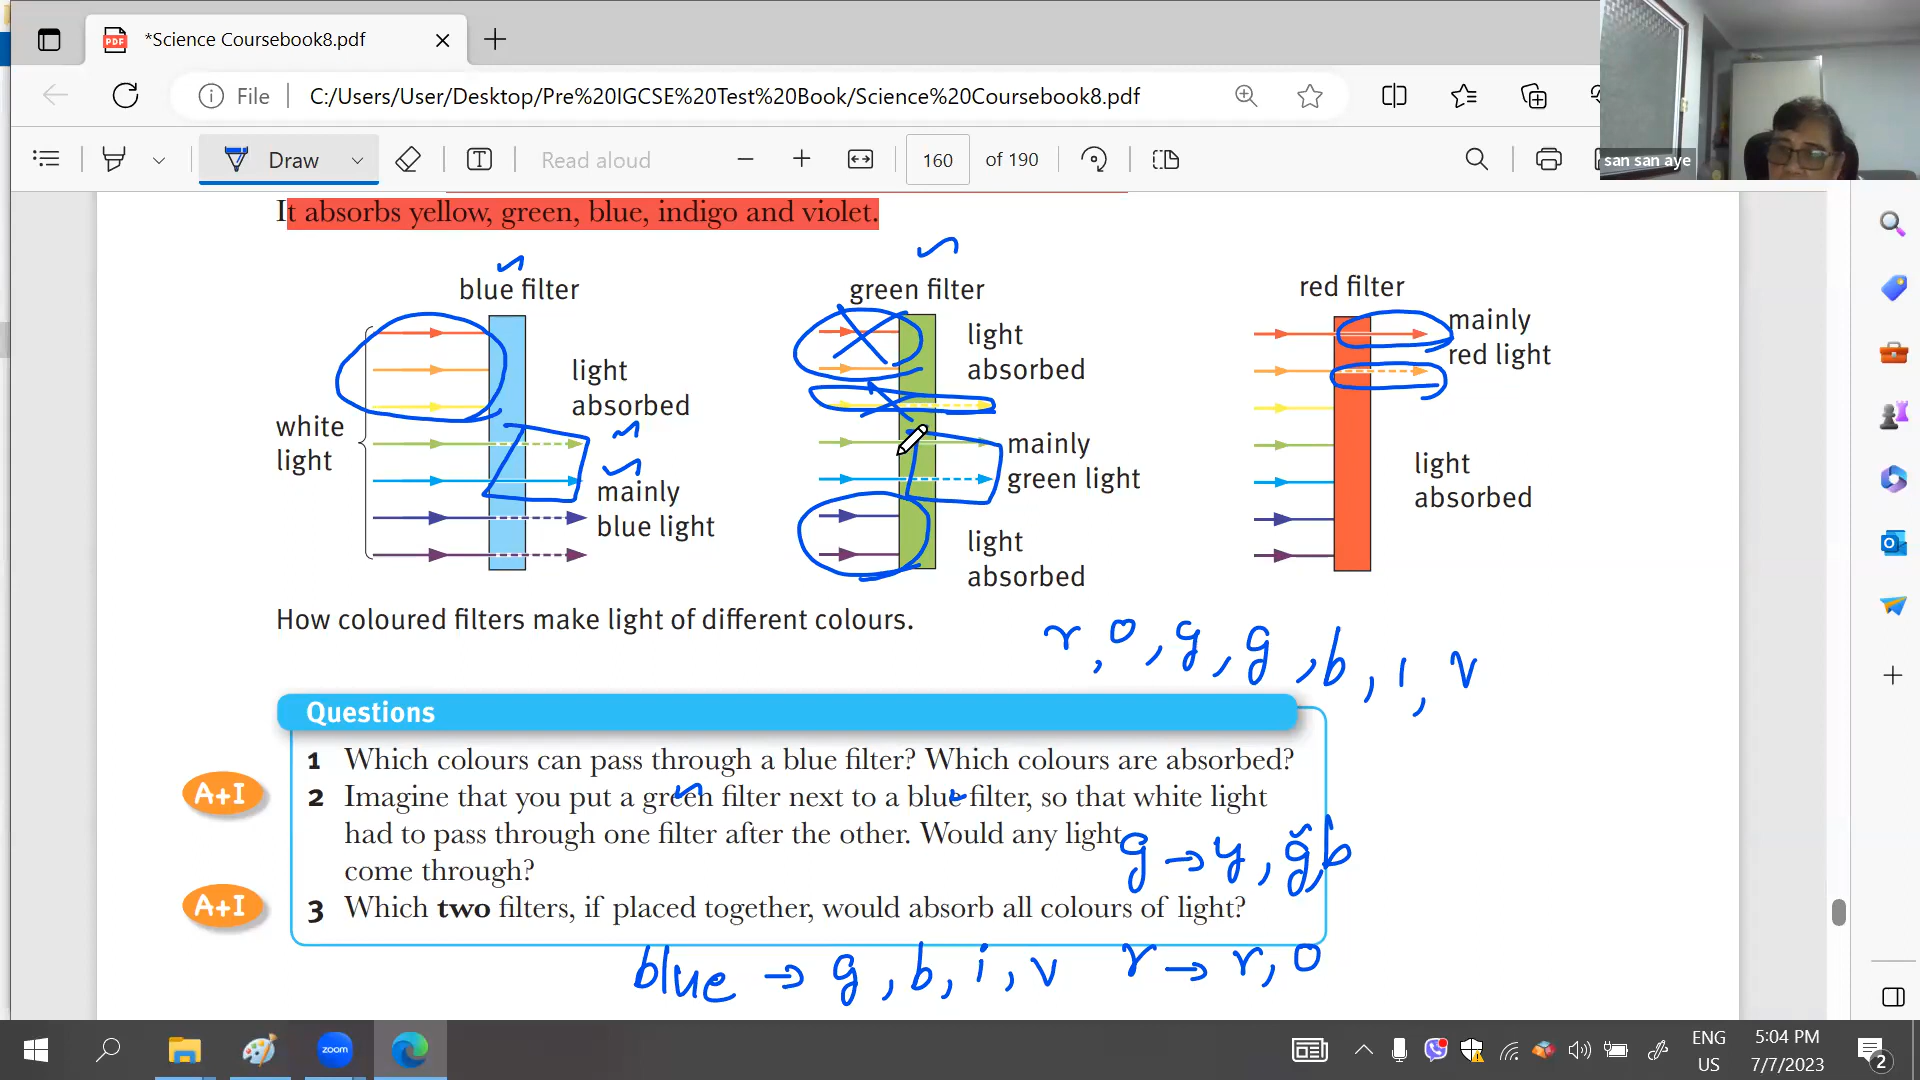 *Science Coursebook8.pdf
File
C:/Users/User/Desktop/Pre%20IGCSE%20Test%20Book/Science%20Coursebook8.pdf
Draw
Read aloud
160
of 190
san san aye
It absorbs yellow, green, blue, indigo and violet.
blue filter
green filter
red filter
white
light
light
absorbed
mainly
blue light
light
absorbed
mainly
green light
light
absorbed
mainly
red light
light
absorbed
How coloured filters make light of different colours.
r, o, y, g, b, i, v
Questions
1 Which colours can pass through a blue filter? Which colours are absorbed?
A+I
2 Imagine that you put a green filter next to a blue filter, so that white light
had to pass through one filter after the other. Would any light
come through?
g → y, g, b
A+I
3 Which two filters, if placed together, would absorb all colours of light?
blue → g, b, i, v
r → r, o
zoom
ENG
US
5:04 PM
7/7/2023
2